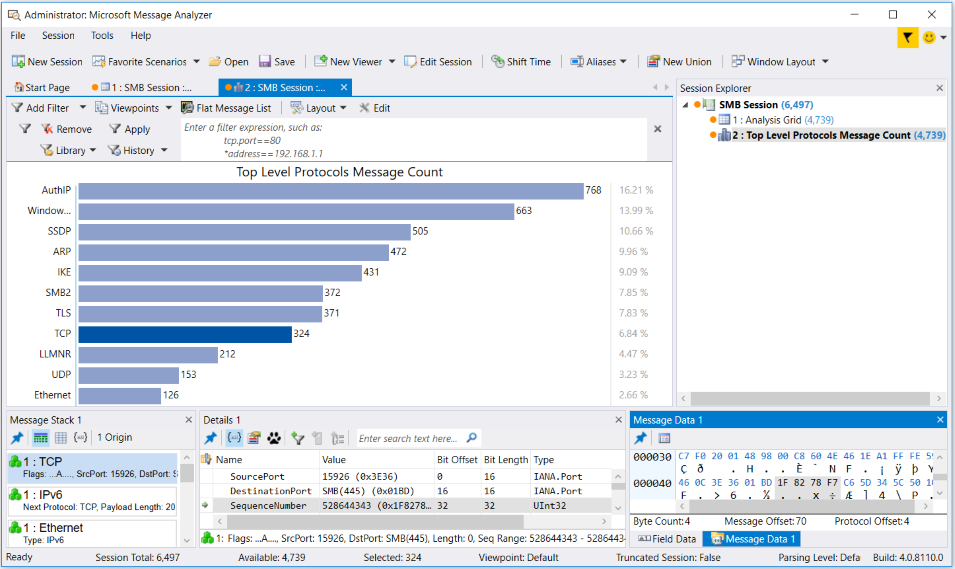 Administrator: Microsoft Message Analyzer
File Session Tools Help
New Session Favorite Scenarios Open Save New Viewer Edit Session Shift Time Aliases New Union Window Layout
Start Page 1 : SMB Session :... 2 : SMB Session :...
Add Filter Viewpoints Flat Message List Layout Edit
Remove Apply
Library History
Enter a filter expression, such as:
tcp.port==80
*address==192.168.1.1
Top Level Protocols Message Count
AuthIP 768 16.21 %
Window... 663 13.99 %
SSDP 505 10.66 %
ARP 472 9.96 %
IKE 431 9.09 %
SMB2 372 7.85 %
TLS 371 7.83 %
TCP 324 6.84 %
LLMNR 212 4.47 %
UDP 153 3.23 %
Ethernet 126 2.66 %
Session Explorer
SMB Session (6,497)
1 : Analysis Grid (4,739)
2 : Top Level Protocols Message Count (4,739)
Message Stack 1
1 Origin
1 : TCP
Flags: ...A...., SrcPort: 15926, DstPort: S
1 : IPv6
Next Protocol: TCP, Payload Length: 20
1 : Ethernet
Type: IPv6
Details 1
Enter search text here...
Name Value Bit Offset Bit Length Type
SourcePort 15926 (0x3E36) 0 16 IANA.Port
DestinationPort SMB(445) (0x01BD) 16 16 IANA.Port
SequenceNumber 528644343 (0x1F8278... 32 32 UInt32
1: Flags: ...A...., SrcPort: 15926, DstPort: SMB(445), Length: 0, Seq Range: 528644343 - 5286443
Message Data 1
000030 C7 F0 20 01 48 98 00 C8 60 4E 46 1E A1 FF FE
Ç ð . H . . È ` N F . ¡ ÿ þ Y
000040 0C 3E 36 01 BD 1F 82 78 F7 C6 5D 34 5C 50
F . > 6 . ½ . . x ÷ Æ ] 4 \ P .
Byte Count:4 Message Offset:70 Protocol Offset:4
Field Data Message Data 1
Ready Session Total: 6,497 Available: 4,739 Selected: 324 Viewpoint: Default Truncated Session: False Parsing Level: Defa Build: 4.0.8110.0